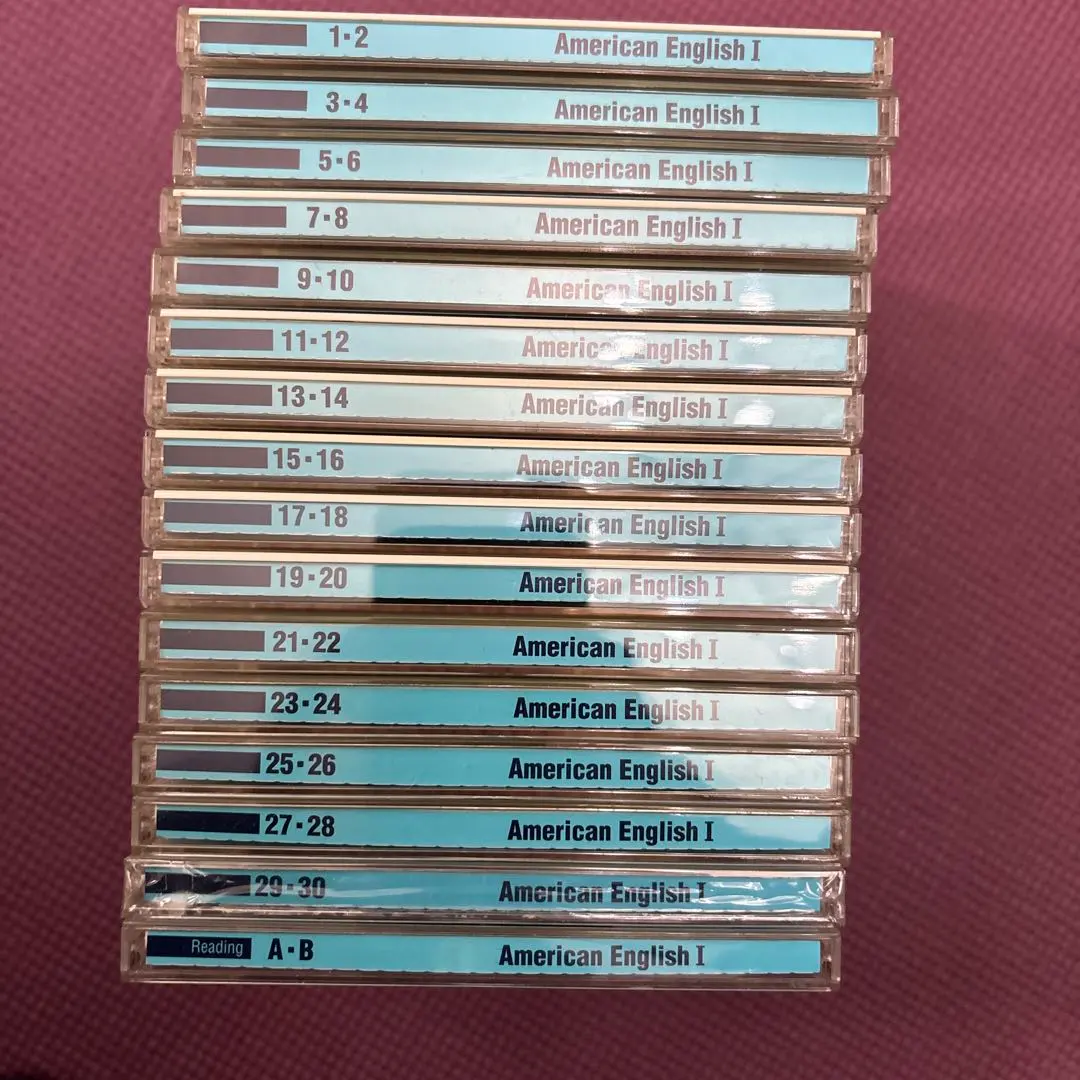 1▪2 American English I
3▪4 American English I
5▪6 American English I
7▪8 American English I
9▪10 American English I
11▪12 American English I
13▪14 American English I
15▪16 American English I
17▪18 American English I
19▪20 American English I
21▪22 American English I
23▪24 American English I
25▪26 American English I
27▪28 American English I
29▪30 American English I
Reading A▪B American English I